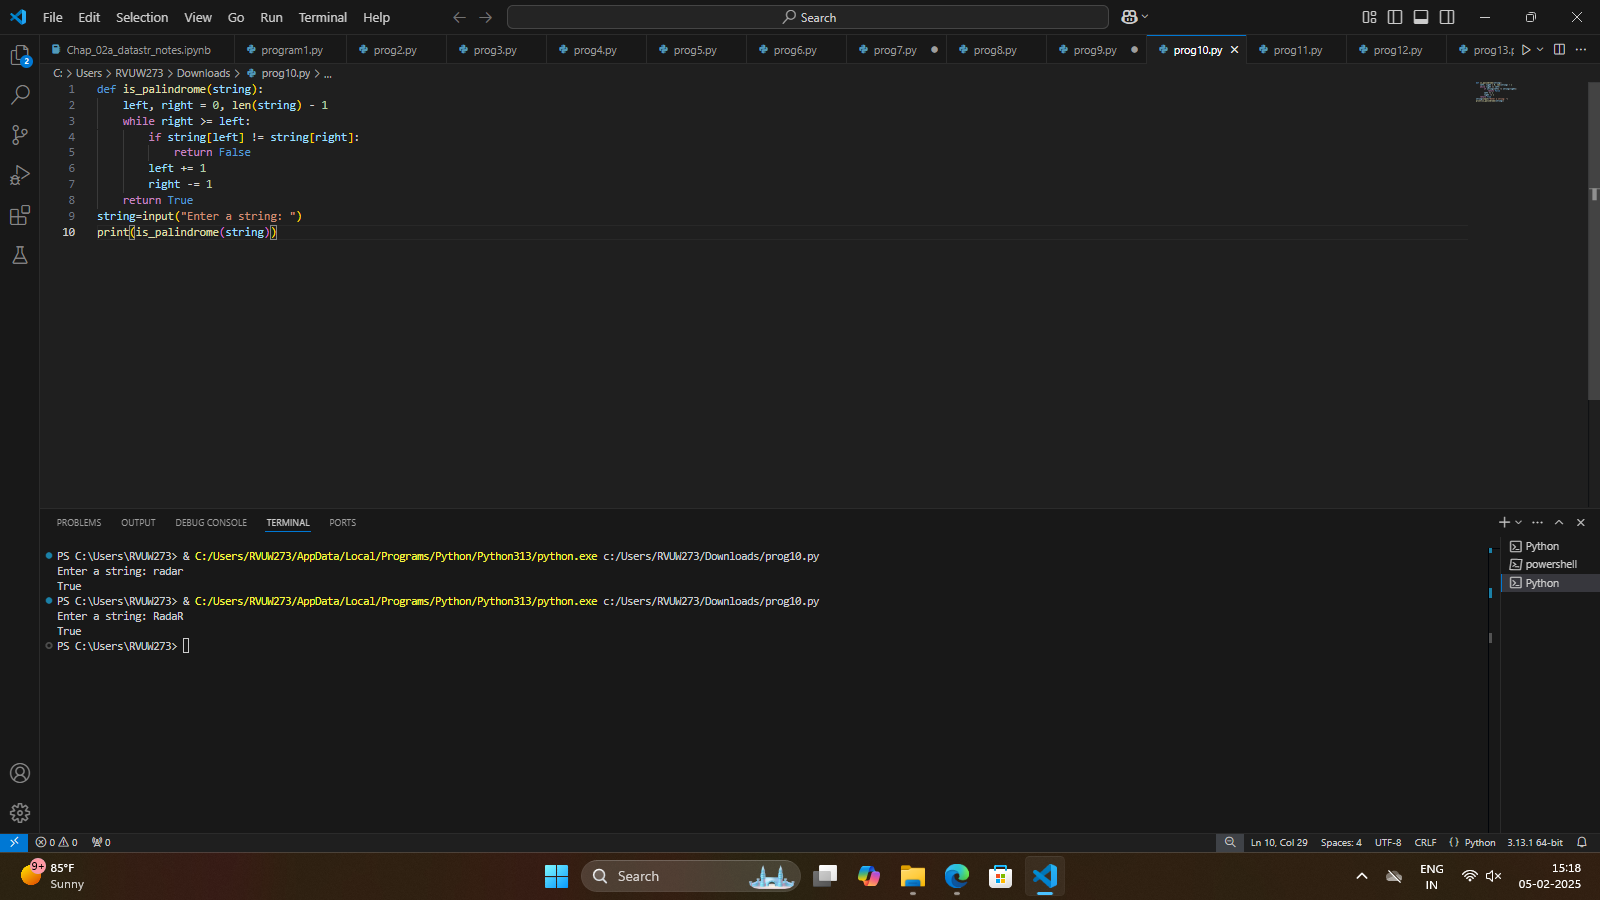 File Edit Selection View Go Run Terminal Help
Search
Chap_02a_datastr_notes.ipynb program1.py prog2.py prog3.py prog4.py prog5.py prog6.py prog7.py prog8.py prog9.py prog10.py prog11.py prog12.py prog13.p
C: > Users > RVUW273 > Downloads > prog10.py > ...
1 def is_palindrome(string):
2 left, right = 0, len(string) - 1
3 while right >= left:
4 if string[left] != string[right]:
5 return False
6 left += 1
7 right -= 1
8 return True
9 string=input("Enter a string: ")
10 print(is_palindrome(string))
2
PROBLEMS OUTPUT DEBUG CONSOLE TERMINAL PORTS
PS C:\Users\RVUW273> & C:/Users/RVUW273/AppData/Local/Programs/Python/Python313/python.exe c:/Users/RVUW273/Downloads/prog10.py
Enter a string: radar
True
PS C:\Users\RVUW273> & C:/Users/RVUW273/AppData/Local/Programs/Python/Python313/python.exe c:/Users/RVUW273/Downloads/prog10.py
Enter a string: RadaR
True
PS C:\Users\RVUW273>
Python
powershell
Python
0 0 0
Ln 10, Col 29 Spaces: 4 UTF-8 CRLF {} Python 3.13.1 64-bit
9+
85°F
Sunny
Search
ENG
IN
15:18
05-02-2025